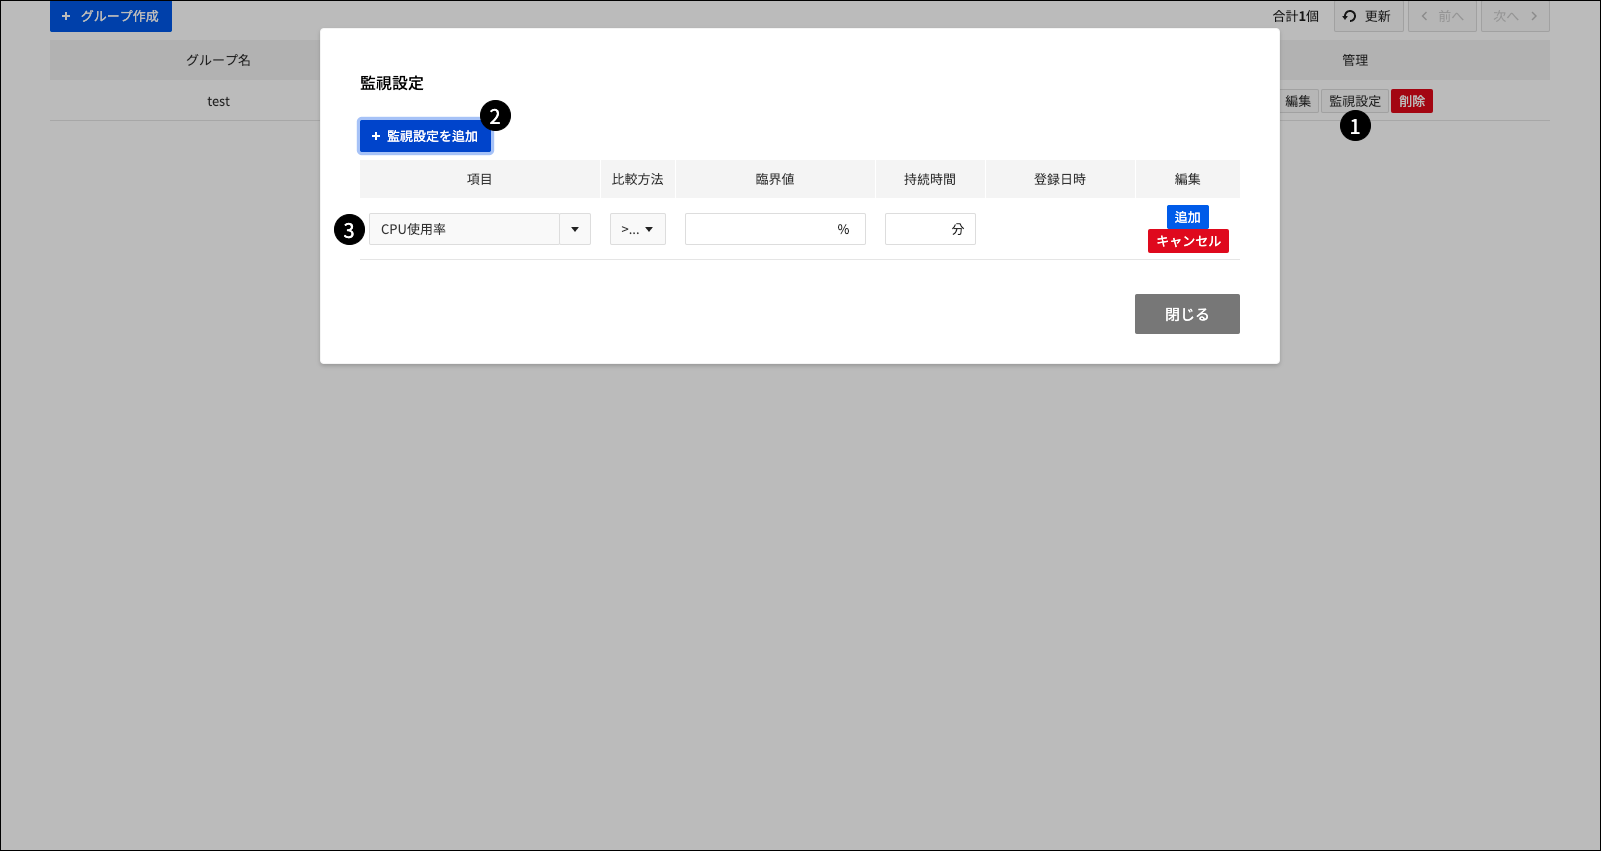 + グループ作成
合計1個
更新
前へ
次へ
グループ名
管理
test
編集
監視設定
削除
1
監視設定
2
+ 監視設定を追加
項目
比較方法
臨界値
持続時間
登録日時
編集
3
CPU使用率
>...
%
分
追加
キャンセル
閉じる